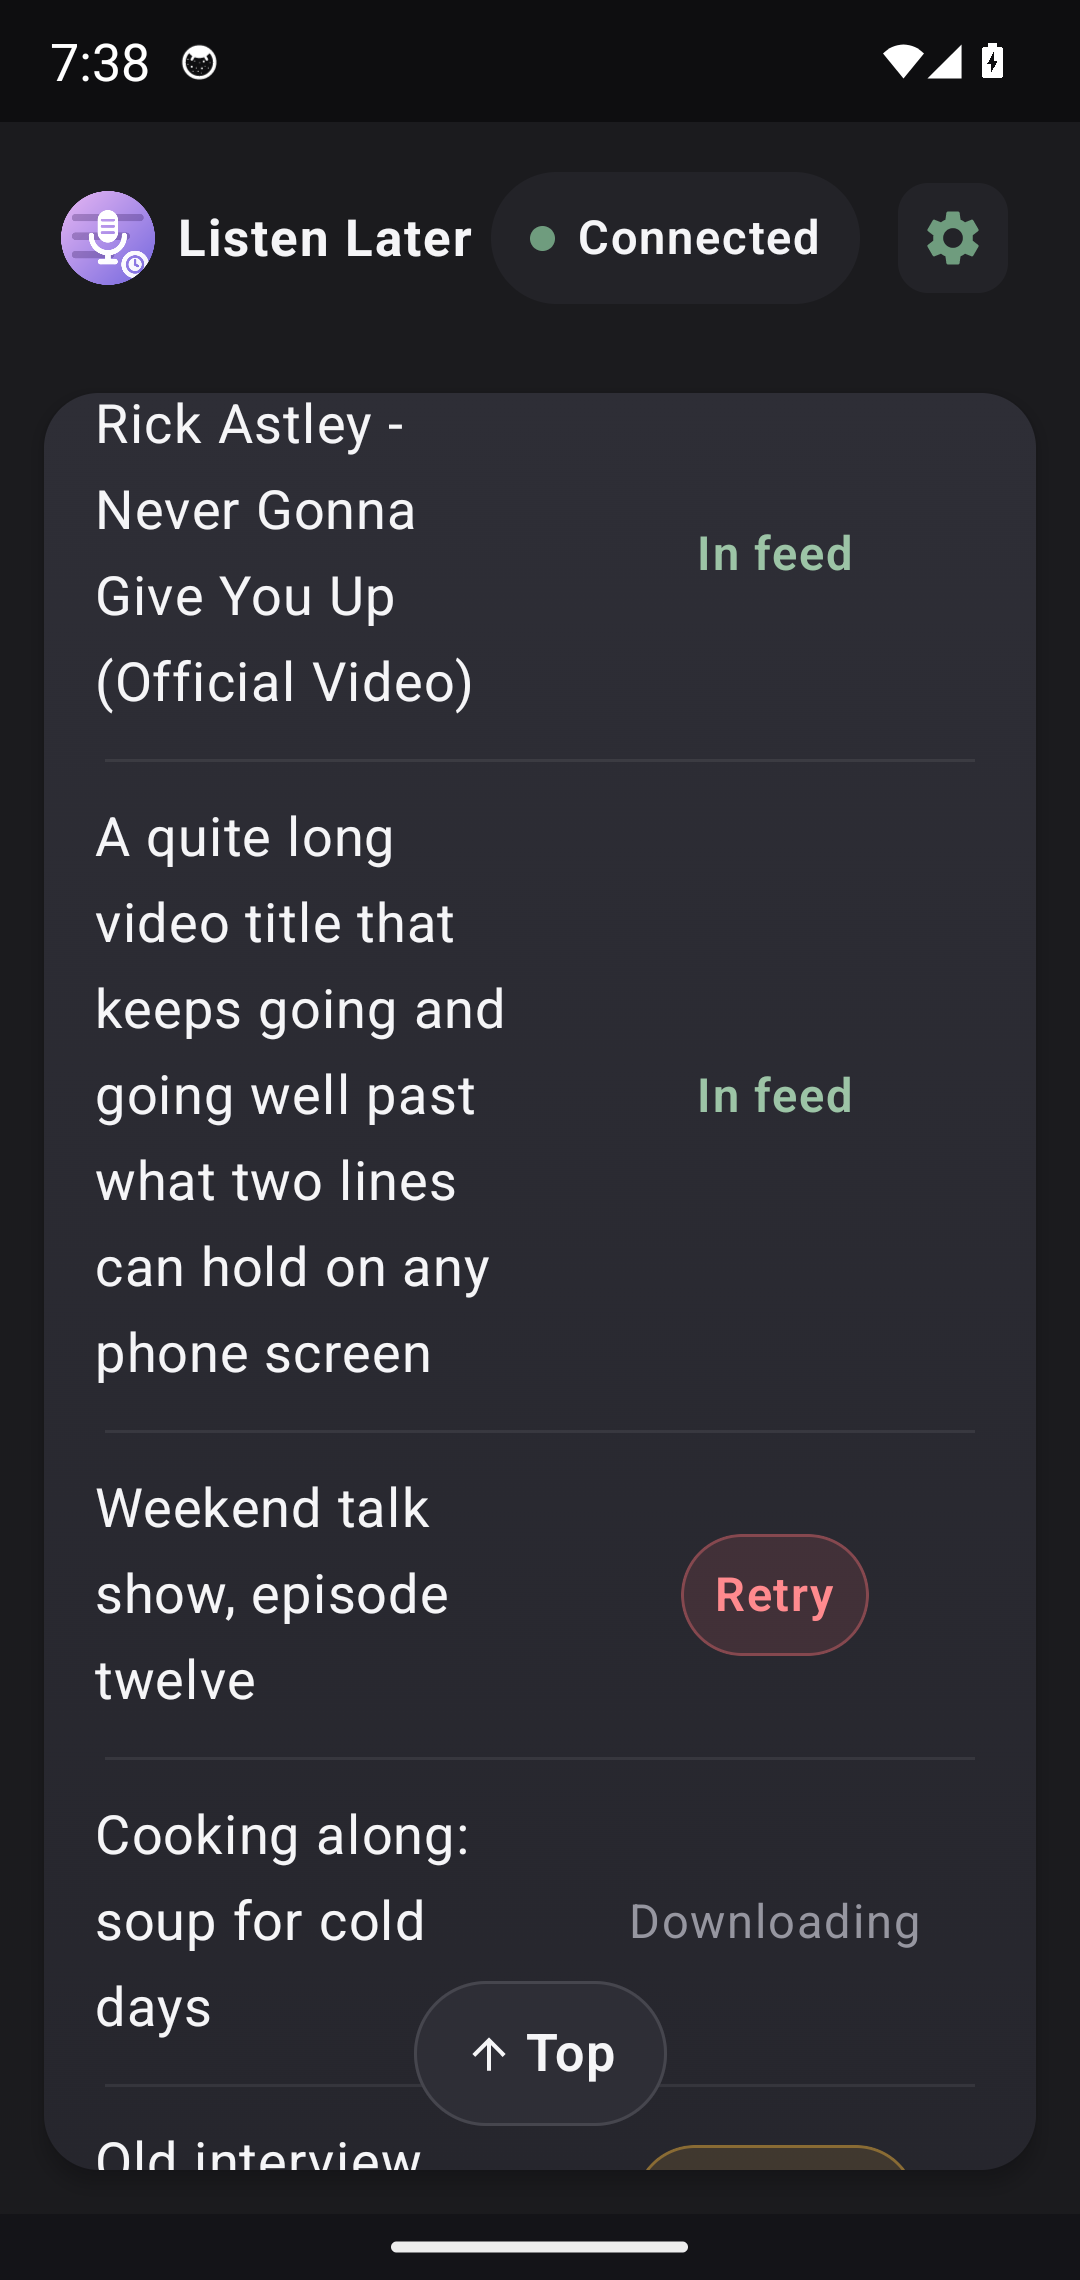 7:38
Listen Later
Connected
Rick Astley -
Never Gonna
Give You Up
(Official Video)
In feed
A quite long
video title that
keeps going and
going well past
what two lines
can hold on any
phone screen
In feed
Weekend talk
show, episode
twelve
Retry
Cooking along:
soup for cold
days
Downloading
↑ Top
Old interview